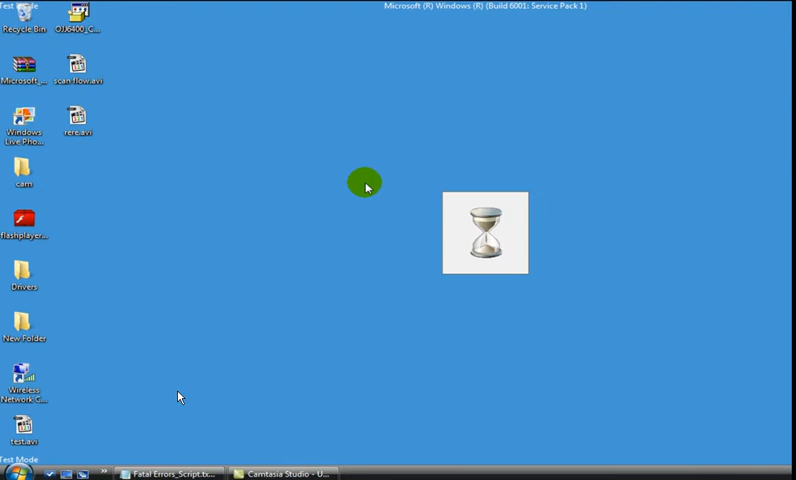 Test Mode
Microsoft (R) Windows (R) (Build 6001: Service Pack 1)
Recycle Bin
OJJ6400_C...
Microsoft_...
scan flow.avi
Windows
Live Pho...
rere.avi
cam
flashplayer...
Drivers
New Folder
Wireless
Network C...
test.avi
Test Mode
Fatal Errors_Script.tx...
Camtasia Studio - U...